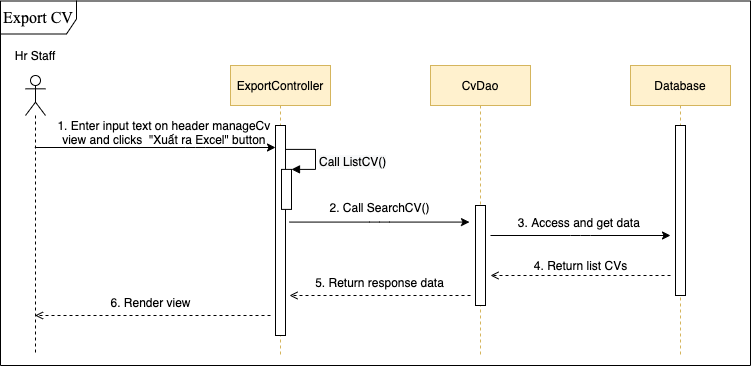 Export CV
Hr Staff
ExportController
CvDao
Database
1. Enter input text on header manageCv
view and clicks "Xuất ra Excel" button
Call ListCV()
2. Call SearchCV()
3. Access and get data
4. Return list CVs
5. Return response data
6. Render view